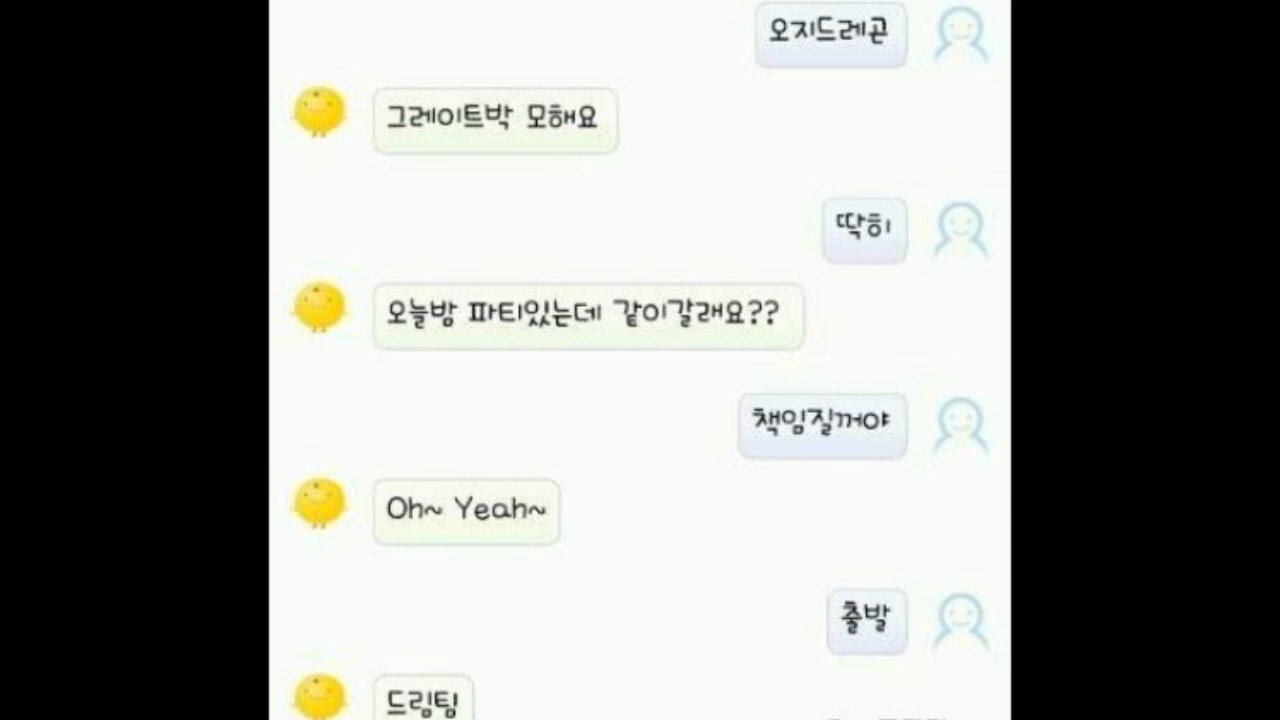 오지드레곤
그레이트박 모해요
딱히
오늘밤 파티있는데 같이갈래요??
책임질꺼야
Oh~ Yeah~
출발
드림팀